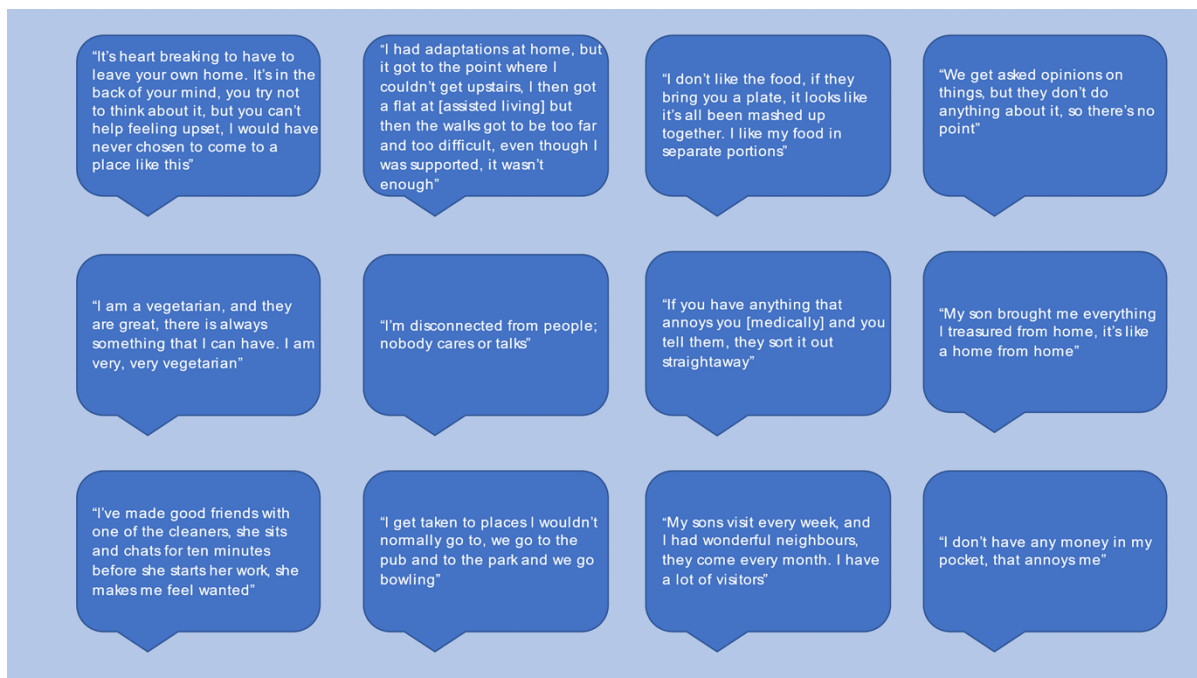 “It’s heart breaking to have to
leave your own home. It’s in the
back of your mind, you try not
to think about it, but you can’t
help feeling upset, I would have
never chosen to come to a
place like this”
“I had adaptations at home, but
it got to the point where I
couldn’t get upstairs, I then got
a flat at [assisted living] but
then the walks got to be too far
and too difficult, even though I
was supported, it wasn’t
enough”
“I don’t like the food, if they
bring you a plate, it looks like
it’s all been mashed up
together. I like my food in
separate portions”
“We get asked opinions on
things, but they don’t do
anything about it, so there’s no
point”
“I am a vegetarian, and they
are great, there is always
something that I can have. I am
very, very vegetarian”
“I’m disconnected from people;
nobody cares or talks”
“If you have anything that
annoys you [medically] and you
tell them, they sort it out
straightaway”
“My son brought me everything
I treasured from home, it’s like
a home from home”
“I’ve made good friends with
one of the cleaners, she sits
and chats for ten minutes
before she starts her work, she
makes me feel wanted”
“I get taken to places I wouldn’t
normally go to, we go to the
pub and to the park and we go
bowling”
“My sons visit every week, and
I had wonderful neighbours,
they come every month. I have
a lot of visitors”
“I don’t have any money in my
pocket, that annoys me”